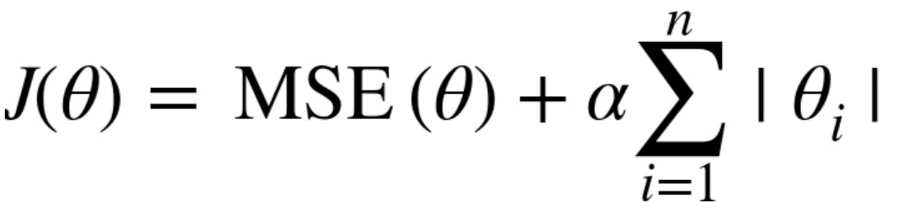 J(θ) = MSE (θ) + α∑_{i=1}^{n} | θ_i |